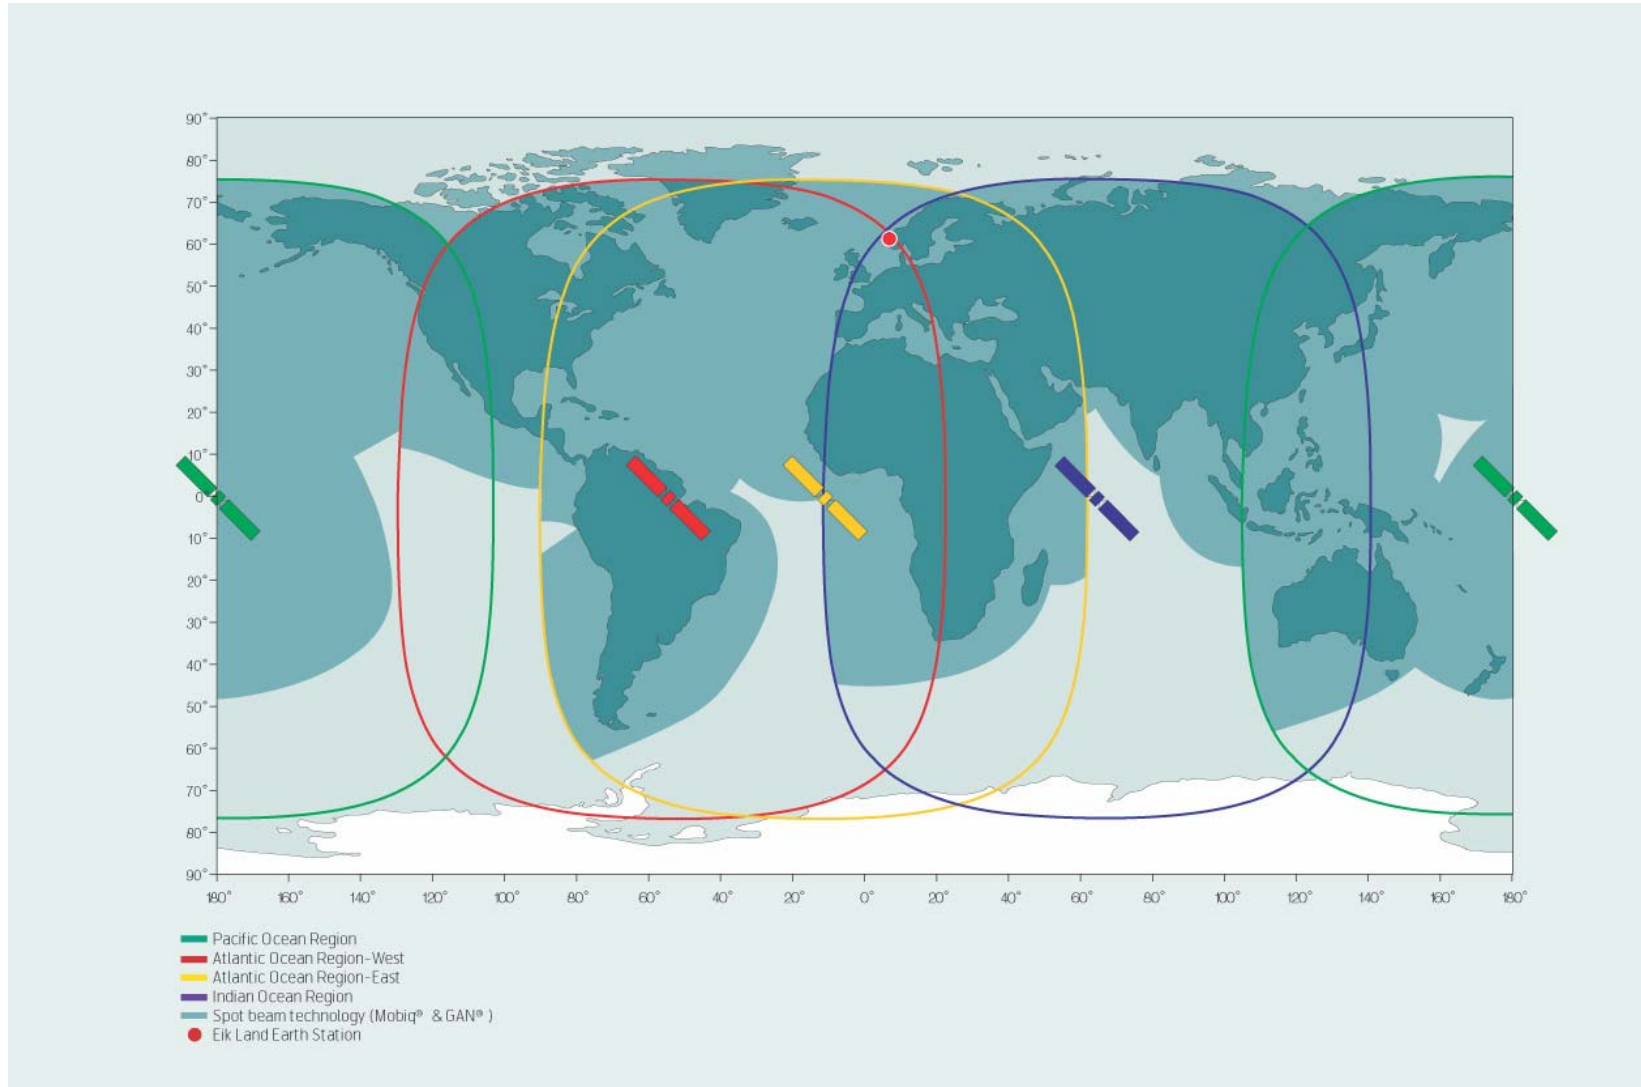 90°
80°
70°
60°
50°
40°
30°
20°
10°
0°
10°
20°
30°
40°
50°
60°
70°
80°
90°
180° 160° 140° 120° 100° 80° 60° 40° 20° 0° 20° 40° 60° 80° 100° 120° 140° 160° 180°
Pacific Ocean Region
Atlantic Ocean Region-West
Atlantic Ocean Region-East
Indian Ocean Region
Spot beam technology (Mobiq® & GAN®)
Eik Land Earth Station